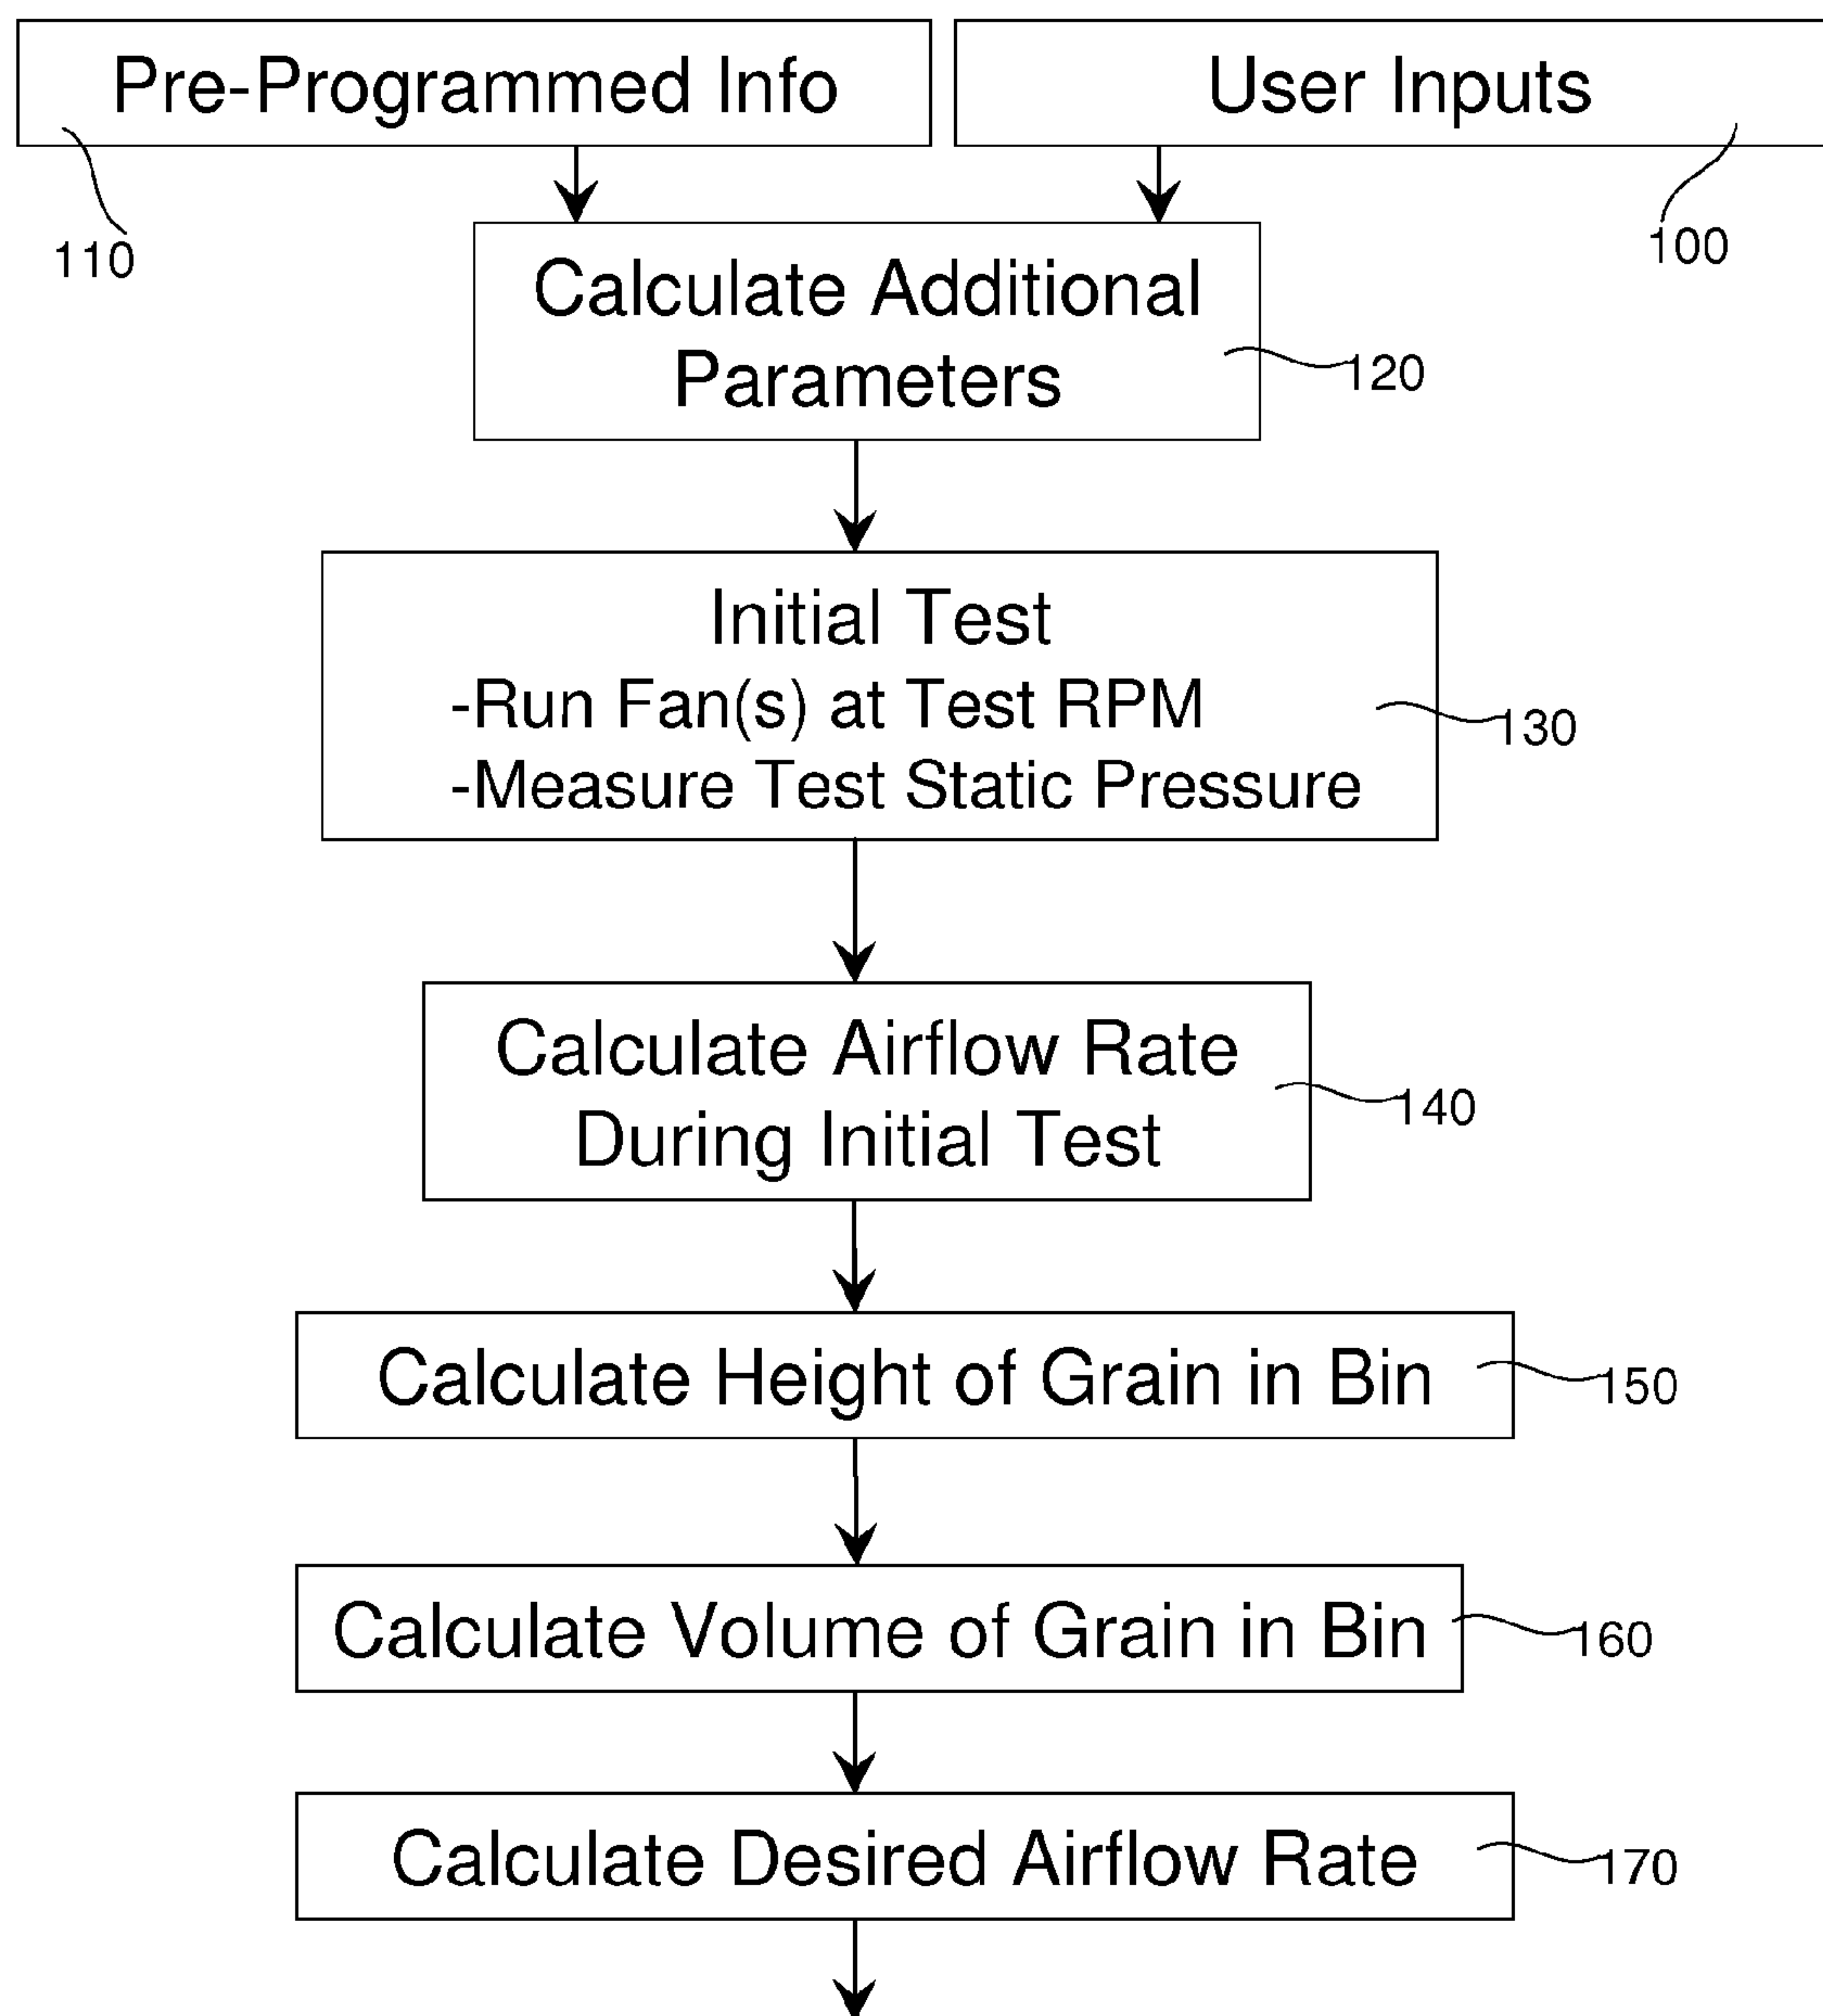 Pre-Programmed Info
User Inputs
110
100
Calculate Additional
Parameters
120
Initial Test
-Run Fan(s) at Test RPM
-Measure Test Static Pressure
130
Calculate Airflow Rate
During Initial Test
140
Calculate Height of Grain in Bin
150
Calculate Volume of Grain in Bin
160
Calculate Desired Airflow Rate
170